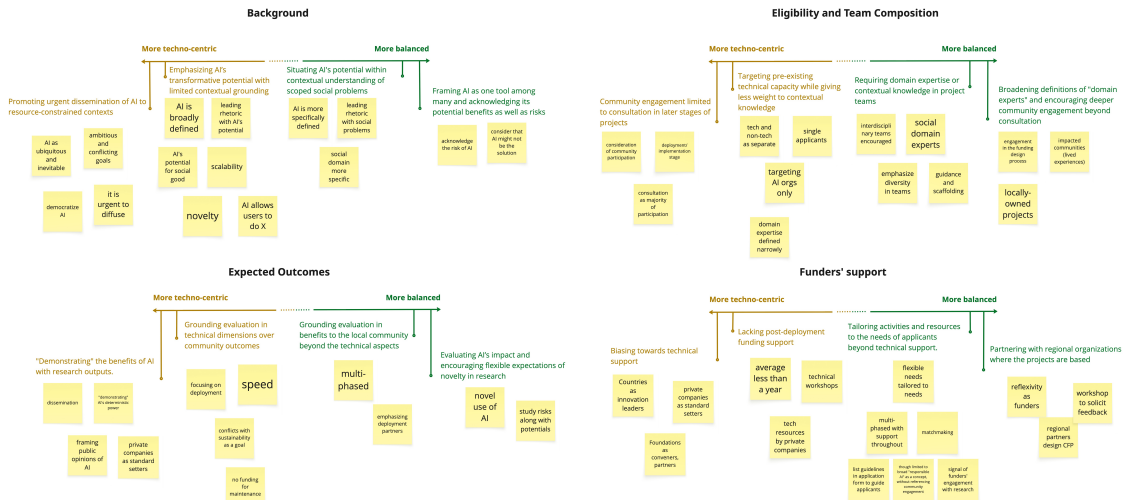 Background
More techno-centric
More balanced
Emphasizing AI's
transformative potential with
limited contextual grounding
Situating AI's potential within
contextual understanding of
scoped social problems
Promoting urgent dissemination of AI to
resource-constrained contexts
Framing AI as one tool among
many and acknowledging its
potential benefits as well as risks
AI as
ubiquitous
and
inevitable
ambitious
and
conflicting
goals
democratize
AI
it is
urgent to
diffuse
AI is
broadly
defined
leading
rhetoric
with AI's
potential
AI's
potential
for social
good
scalability
novelty
AI allows
users to
do X
AI is more
specifically
defined
leading
rhetoric
with social
problems
social
domain
more
specific
acknowledge
the risk of AI
consider that
AI might not
be the
solution
Eligibility and Team Composition
More techno-centric
More balanced
Targeting pre-existing
technical capacity while giving
less weight to contextual
knowledge
Requiring domain expertise or
contextual knowledge in project
teams
Community engagement limited
to consultation in later stages of
projects
Broadening definitions of "domain
experts" and encouraging deeper
community engagement beyond
consultation
consideration
of community
participation
deployment/
implementation
stage
consultation
as majority
of
participation
tech and
non-tech
as separate
single
applicants
targeting
AI orgs
only
domain
expertise
defined
narrowly
interdiscipli
nary teams
encouraged
social
domain
experts
emphasize
diversity
in teams
guidance
and
scaffolding
engagement
in the funding
design
process
impacted
communities
(lived
experiences)
locally-
owned
projects
Expected Outcomes
More techno-centric
More balanced
Grounding evaluation in
technical dimensions over
community outcomes
Grounding evaluation in
benefits to the local community
beyond the technical aspects
"Demonstrating" the benefits of AI
with research outputs.
Evaluating AI's impact and
encouraging flexible expectations of
novelty in research
dissemination
"demonstrating"
AI's deterministic
power
framing
public
opinions of
AI
private
companies
as standard
setters
focusing on
deployment
speed
conflicts with
sustainability
as a goal
no funding
for
maintenance
multi-
phased
emphasizing
deployment
partners
novel
use of
AI
study risks
along with
potentials
Funders' support
More techno-centric
More balanced
Lacking post-deployment
funding support
Tailoring activities and resources
to the needs of applicants
beyond technical support.
Biasing towards technical
support
Partnering with regional organizations
where the projects are based
Countries
as
innovation
leaders
private
companies
as standard
setters
Foundations
as
conveners,
partners
average
less than
a year
technical
workshops
tech
resources
by private
companies
flexible
needs
tailored to
needs
multi-
phased with
support
throughout
matchmaking
list guidelines
in application
form to guide
applicants
though limited to
broad "responsible
AI" as a concept,
without referencing
community
engagement
signal of
funders'
engagement
with research
reflexivity
as
funders
workshop
to solicit
feedback
regional
partners
design CFP